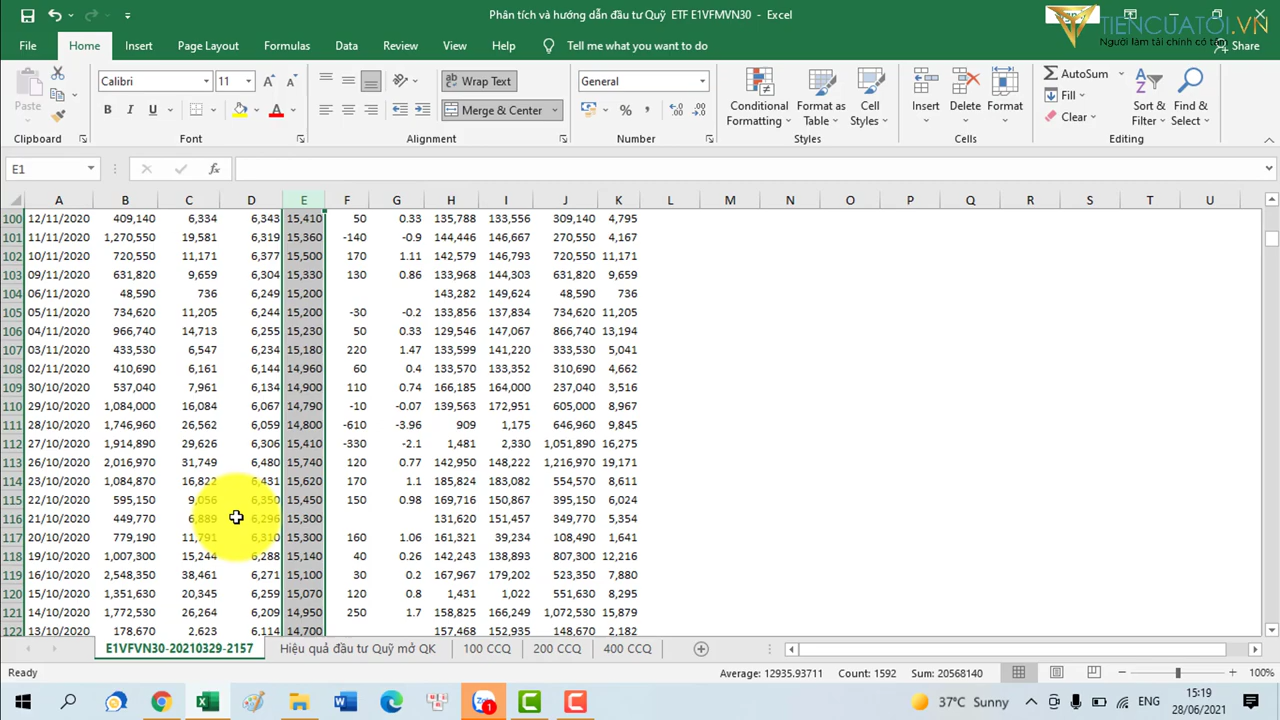 Phân tích và hướng dẫn đầu tư Quỹ ETF E1VFMVN30 - Excel
TIENCUATOI.VN
Người làm tài chính có tâm
File Home Insert Page Layout Formulas Data Review View Help Tell me what you want to do Share
Paste
Calibri 11
B I U
Wrap Text
Merge & Center
General
Conditional Formatting
Format as Table
Cell Styles
Insert Delete Format
AutoSum
Fill
Clear
Sort & Filter
Find & Select
Clipboard Font Alignment Number Styles Cells Editing
E1 fx
A B C D E F G H I J K L M N O P Q R S T U
100 12/11/2020 409,140 6,334 6,343 15,410 50 0.33 135,788 133,556 309,140 4,795
101 11/11/2020 1,270,550 19,581 6,319 15,360 -140 -0.9 144,446 146,667 270,550 4,167
102 10/11/2020 720,550 11,171 6,377 15,500 170 1.11 142,579 146,793 720,550 11,171
103 09/11/2020 631,820 9,659 6,304 15,330 130 0.86 133,968 144,303 631,820 9,659
104 06/11/2020 48,590 736 6,249 15,200 143,282 149,624 48,590 736
105 05/11/2020 734,620 11,205 6,244 15,200 -30 -0.2 133,856 137,834 734,620 11,205
106 04/11/2020 966,740 14,713 6,255 15,230 50 0.33 129,546 147,067 866,740 13,194
107 03/11/2020 433,530 6,547 6,234 15,180 220 1.47 133,599 141,220 333,530 5,041
108 02/11/2020 410,690 6,161 6,144 14,960 60 0.4 133,570 133,352 310,690 4,662
109 30/10/2020 537,040 7,961 6,134 14,900 110 0.74 166,185 164,000 237,040 3,516
110 29/10/2020 1,084,000 16,084 6,067 14,790 -10 -0.07 139,563 172,951 605,000 8,967
111 28/10/2020 1,746,960 26,562 6,059 14,800 -610 -3.96 909 1,175 646,960 9,845
112 27/10/2020 1,914,890 29,626 6,306 15,410 -330 -2.1 1,481 2,330 1,051,890 16,275
113 26/10/2020 2,016,970 31,749 6,480 15,740 120 0.77 142,950 148,222 1,216,970 19,171
114 23/10/2020 1,084,870 16,822 6,431 15,620 170 1.1 185,824 183,082 554,570 8,611
115 22/10/2020 595,150 9,056 6,350 15,450 150 0.98 169,716 150,867 395,150 6,024
116 21/10/2020 449,770 6,889 6,296 15,300 131,620 151,457 349,770 5,354
117 20/10/2020 779,190 11,791 6,310 15,300 160 1.06 161,321 39,234 108,490 1,641
118 19/10/2020 1,007,300 15,244 6,288 15,140 40 0.26 142,243 138,893 807,300 12,216
119 16/10/2020 2,548,350 38,461 6,271 15,100 30 0.2 167,967 179,202 523,350 7,880
120 15/10/2020 1,351,630 20,345 6,259 15,070 120 0.8 1,431 1,022 551,630 8,295
121 14/10/2020 1,772,530 26,264 6,209 14,950 250 1.7 158,825 166,249 1,072,530 15,879
122 13/10/2020 178,670 2,623 6,114 14,700 157,468 152,935 148,670 2,182
E1VFVN30-20210329-2157 Hiệu quả đầu tư Quỹ mở QK 100 CCQ 200 CCQ 400 CCQ
Ready Average: 12935.93711 Count: 1592 Sum: 20568140 100%
37°C Sunny ENG 15:19
28/06/2021